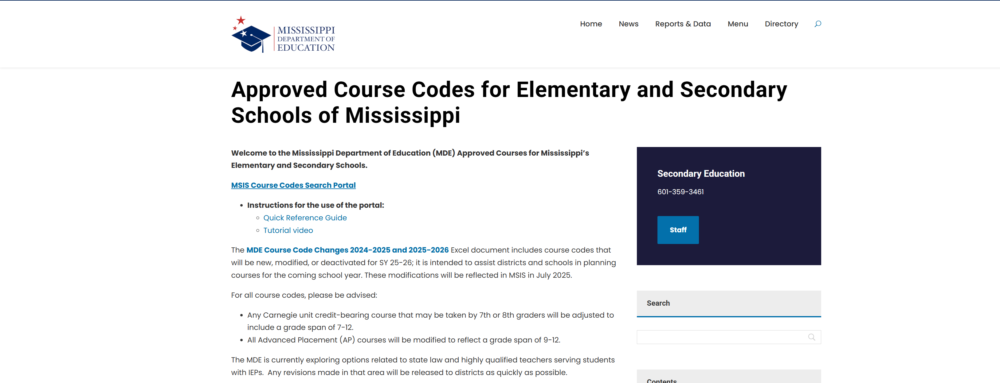 MISSISSIPPI
DEPARTMENT OF
EDUCATION
Home
News
Reports & Data
Menu
Directory
Approved Course Codes for Elementary and Secondary
Schools of Mississippi
Welcome to the Mississippi Department of Education (MDE) Approved Courses for Mississippi’s
Elementary and Secondary Schools.
MSIS Course Codes Search Portal
Instructions for the use of the portal:
Quick Reference Guide
Tutorial video
The MDE Course Code Changes 2024-2025 and 2025-2026 Excel document includes course codes that
will be new, modified, or deactivated for SY 25-26; it is intended to assist districts and schools in planning
courses for the coming school year. These modifications will be reflected in MSIS in July 2025.
For all course codes, please be advised:
Any Carnegie unit credit-bearing course that may be taken by 7th or 8th graders will be adjusted to
include a grade span of 7-12.
All Advanced Placement (AP) courses will be modified to reflect a grade span of 9-12.
The MDE is currently exploring options related to state law and highly qualified teachers serving students
with IEPs.  Any revisions made in that area will be released to districts as quickly as possible.
Secondary Education
601-359-3461
Staff
Search
Contents